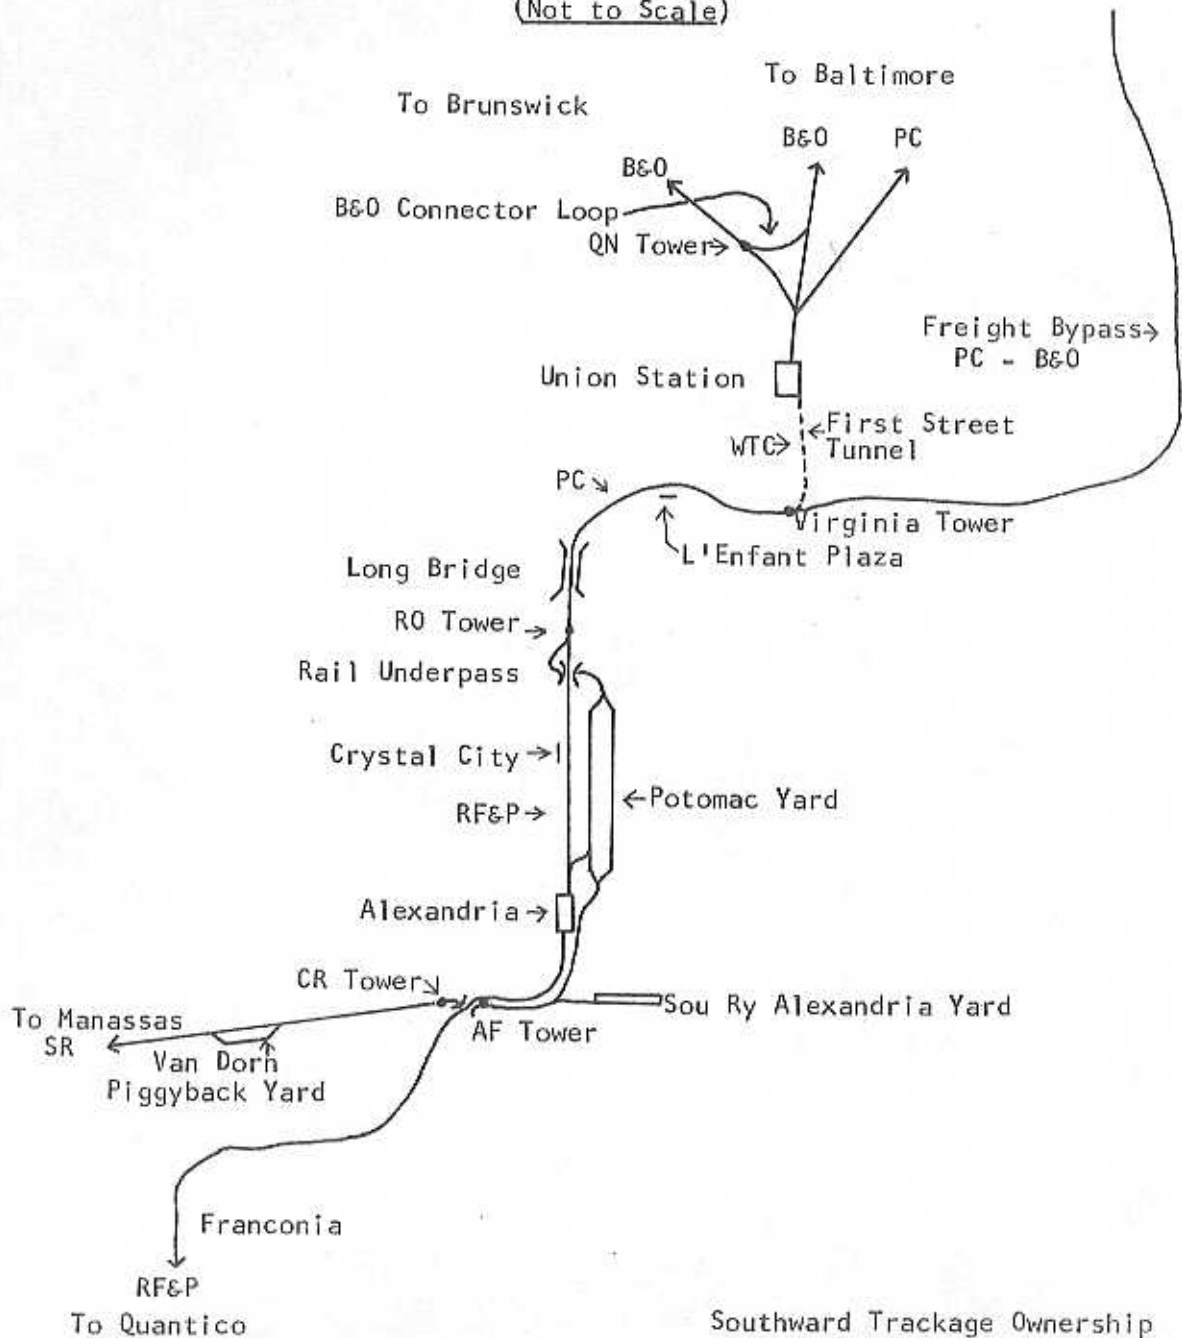 (Not to Scale)
To Baltimore
To Brunswick
B&O
PC
B&O
B&O Connector Loop
QN Tower
Freight Bypass
PC - B&O
Union Station
First Street
Tunnel
WTC
PC
Virginia Tower
L'Enfant Plaza
Long Bridge
RO Tower
Rail Underpass
Crystal City
Potomac Yard
RF&P
Alexandria
CR Tower
Sou Ry Alexandria Yard
To Manassas
SR
AF Tower
Van Dorn
Piggyback Yard
Franconia
RF&P
To Quantico
Southward Trackage Ownership